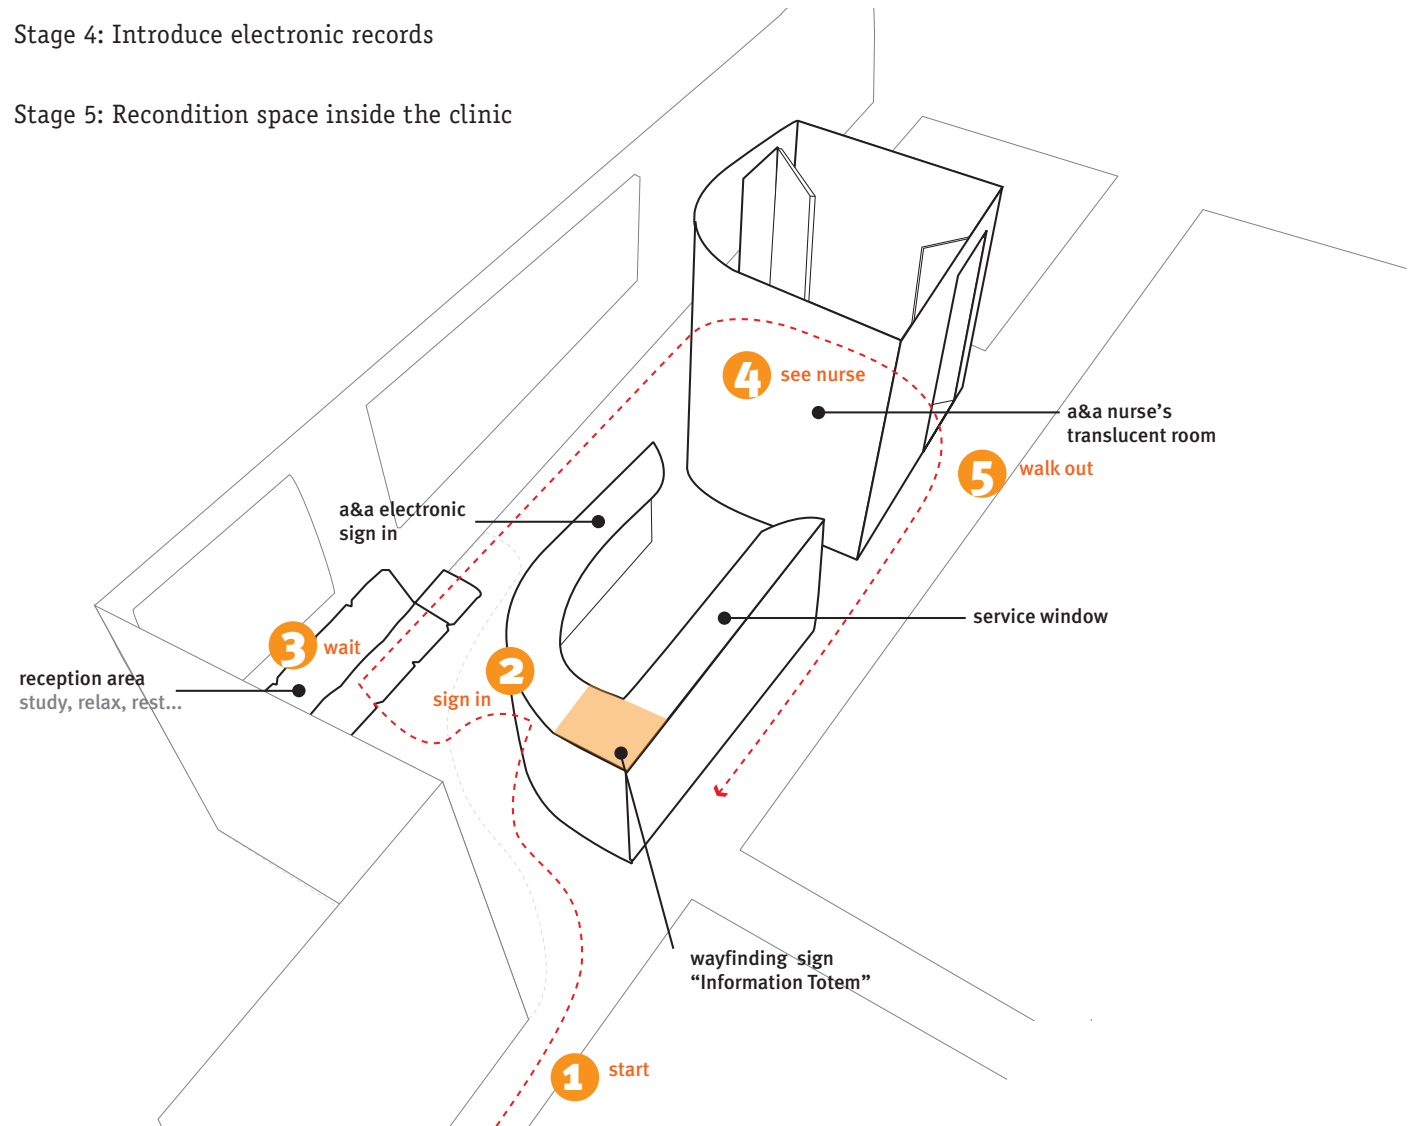 Stage 4: Introduce electronic records
Stage 5: Recondition space inside the clinic
4 see nurse
a&a nurse's
translucent room
5 walk out
a&a electronic
sign in
service window
3 wait
2
sign in
reception area
study, relax, rest...
wayfinding sign
“Information Totem”
1 start